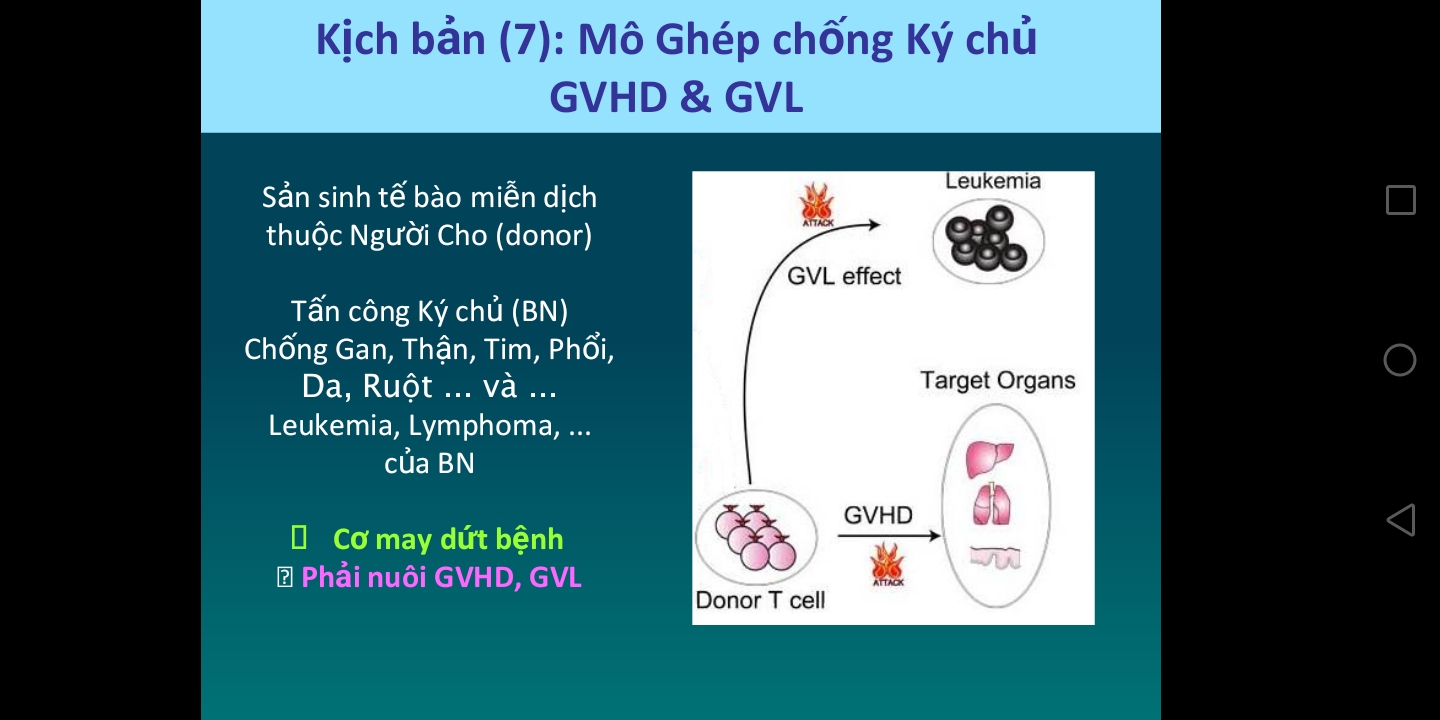 Kịch bản (7): Mô Ghép chống Ký chủ
GVHD & GVL
Sản sinh tế bào miễn dịch
thuộc Người Cho (donor)
Tấn công Ký chủ (BN)
Chống Gan, Thận, Tim, Phổi,
Da, Ruột ... và ...
Leukemia, Lymphoma, ...
của BN
Cơ may dứt bệnh
Phải nuôi GVHD, GVL
Leukemia
ATTACK
GVL effect
Target Organs
GVHD
ATTACK
Donor T cell